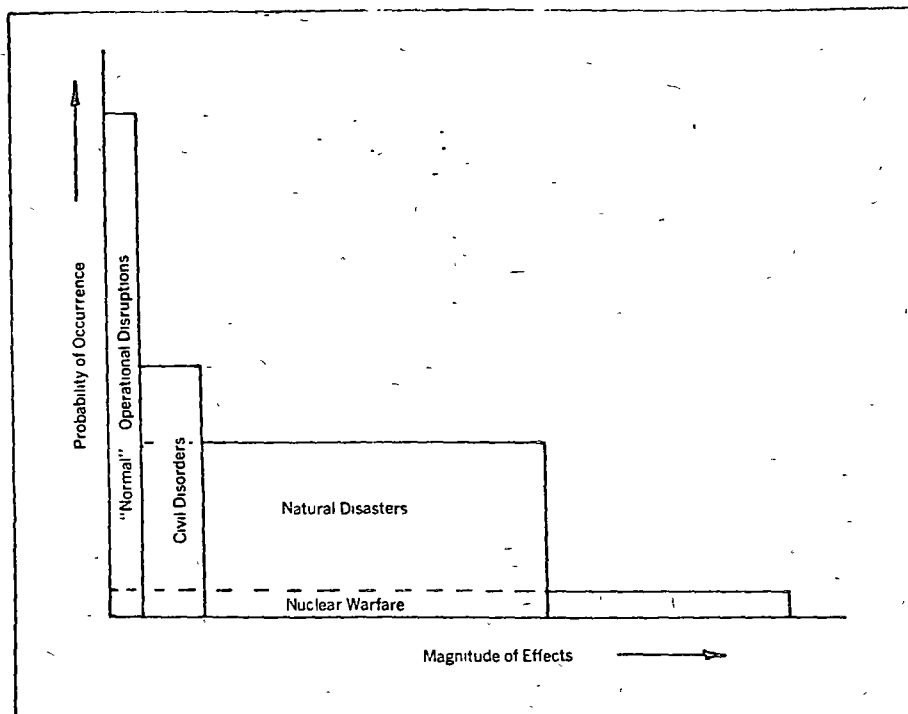 Probability of Occurrence
"Normal" Operational Disruptions
Civil Disorders
Natural Disasters
Nuclear Warfare
Magnitude of Effects